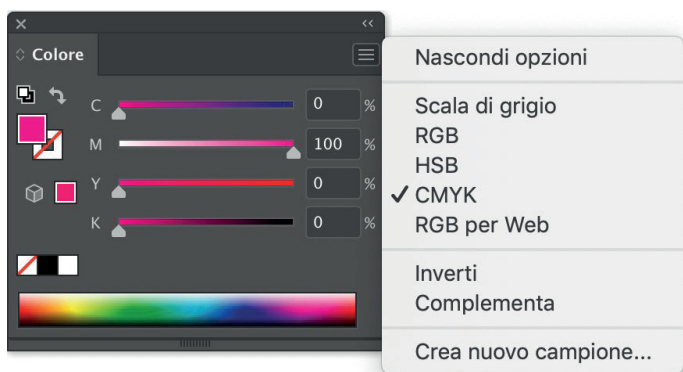 Colore
C 0 %
M 100 %
Y 0 %
K 0 %
Nascondi opzioni
Scala di grigio
RGB
HSB
CMYK
RGB per Web
Inverti
Complementa
Crea nuovo campione...